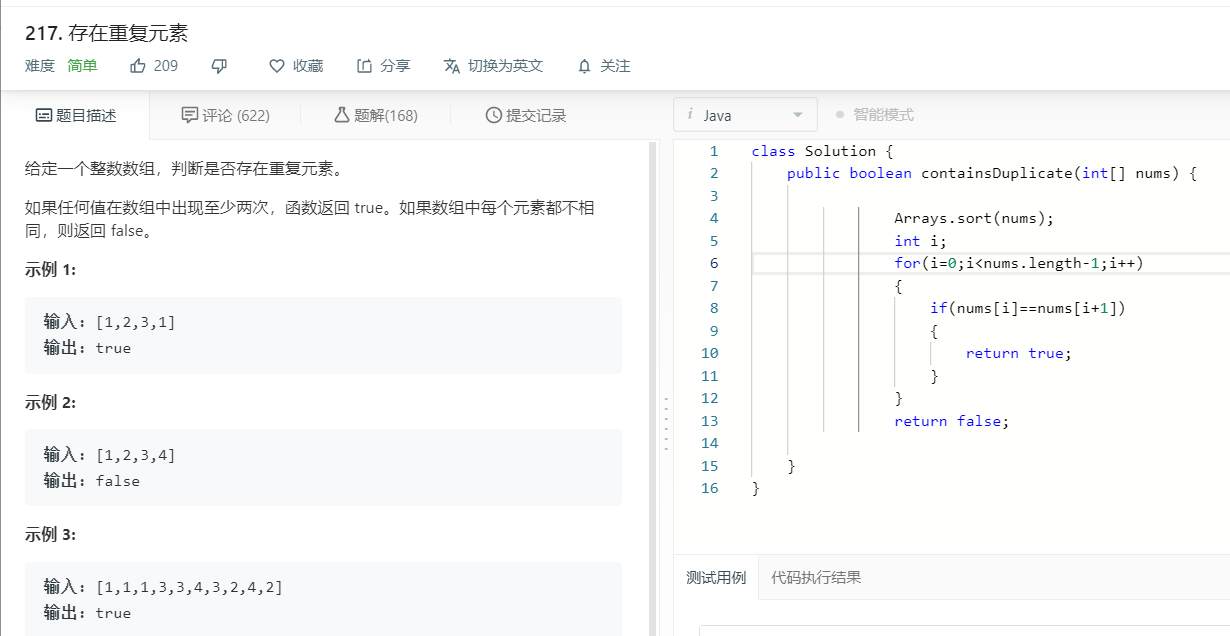 217. 存在重复元素
难度 简单 209 收藏 分享 切换为英文 关注
题目描述 评论 (622) 题解(168) 提交记录
给定一个整数数组，判断是否存在重复元素。
如果任何值在数组中出现至少两次，函数返回 true。如果数组中每个元素都不相
同，则返回 false。
示例 1:
输入: [1,2,3,1]
输出: true
示例 2:
输入: [1,2,3,4]
输出: false
示例 3:
输入: [1,1,1,3,3,4,3,2,4,2]
输出: true
i Java 智能模式
1 class Solution {
2 public boolean containsDuplicate(int[] nums) {
3
4 Arrays.sort(nums);
5 int i;
6 for(i=0;i<nums.length-1;i++)
7 {
8 if(nums[i]==nums[i+1])
9 {
10 return true;
11 }
12 }
13 return false;
14
15 }
16 }
测试用例 代码执行结果